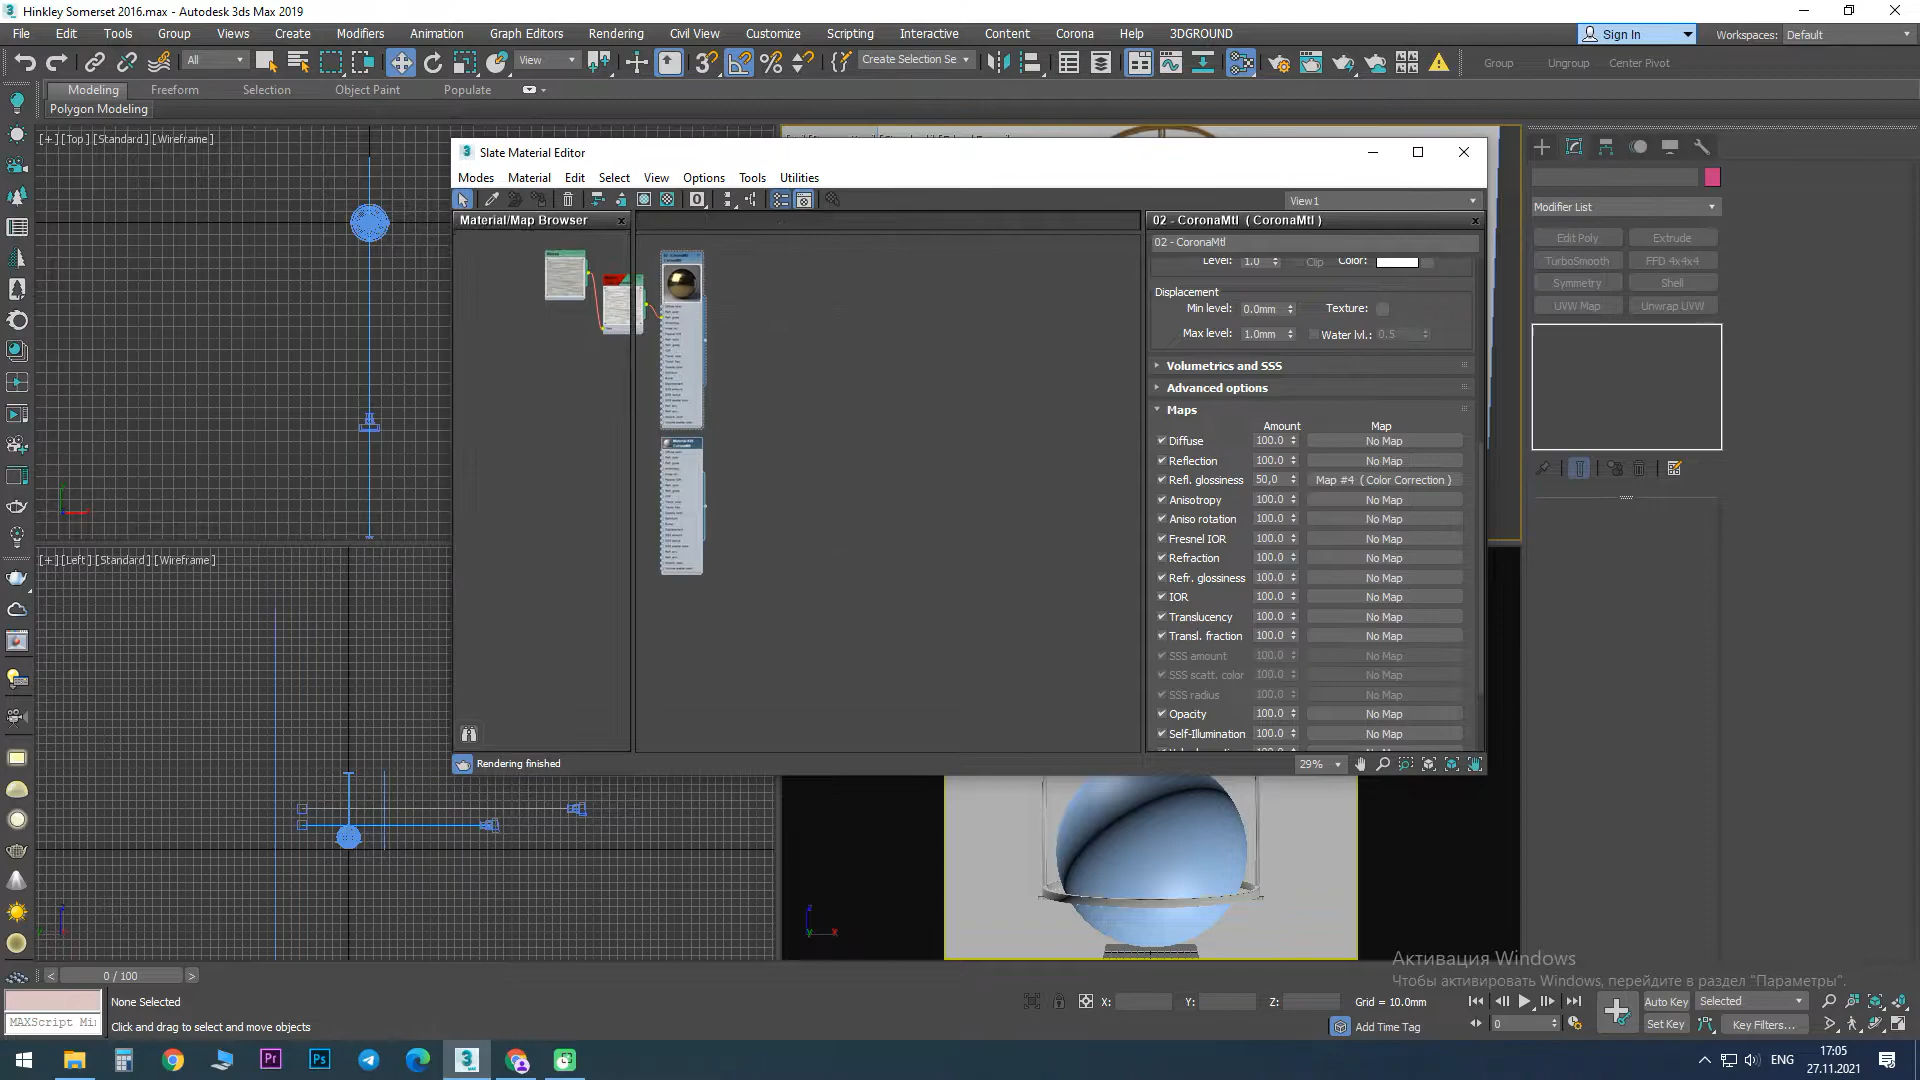 Hinkley Somerset 2016.max - Autodesk 3ds Max 2019
File Edit Tools Group Views Create Modifiers Animation Graph Editors Rendering Civil View Customize Scripting Interactive Content Corona Help 3DGROUND Sign In Workspaces: Default
All View Create Selection Se Group Ungroup Center Pivot
Modeling Freeform Selection Object Paint Populate
Polygon Modeling
[+] [Top] [Standard] [Wireframe]
Slate Material Editor
Modes Material Edit Select View Options Tools Utilities
View1
Material/Map Browser
02 - CoronaMtl ( CoronaMtl )
02 - CoronaMtl
Level: 1.0 Clip Color:
Displacement
Min level: 0.0mm Texture:
Max level: 1.0mm Water lvl.: 0.5
Volumetrics and SSS
Advanced options
Maps
Amount Map
Diffuse 100.0 No Map
Reflection 100.0 No Map
Refl. glossiness 50,0 Map #4 ( Color Correction )
Anisotropy 100.0 No Map
Aniso rotation 100.0 No Map
Fresnel IOR 100.0 No Map
Refraction 100.0 No Map
Refr. glossiness 100.0 No Map
IOR 100.0 No Map
Translucency 100.0 No Map
Transl. fraction 100.0 No Map
SSS amount 100.0 No Map
SSS scatt. color 100.0 No Map
SSS radius 100.0 No Map
Opacity 100.0 No Map
Self-Illumination 100.0 No Map
Rendering finished
29%
Modifier List
Edit Poly Extrude
TurboSmooth FFD 4x4x4
Symmetry Shell
UVW Map Unwrap UVW
[+] [Left] [Standard] [Wireframe]
Активация Windows
Чтобы активировать Windows, перейдите в раздел "Параметры".
< 0 / 100 >
None Selected
X: Y: Z: Grid = 10.0mm
Auto Key Selected
MAXScript Mi
Click and drag to select and move objects
Add Time Tag
0
Set Key Key Filters...
ENG
17:05
27.11.2021